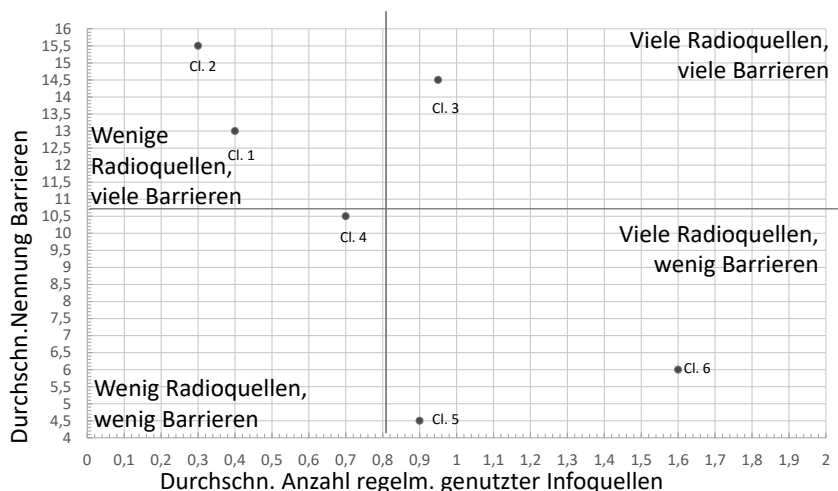 Durchschn.Nennung Barrieren
16
15,5
15
14,5
14
13,5
13
12,5
12
11,5
11
10,5
10
9,5
9
8,5
8
7,5
7
6,5
6
5,5
5
4,5
4
Viele Radioquellen,
viele Barrieren
Cl. 2
Cl. 3
Wenige
Radioquellen,
viele Barrieren
Cl. 1
Cl. 4
Viele Radioquellen,
wenig Barrieren
Cl. 6
Wenig Radioquellen,
wenig Barrieren
Cl. 5
0 0,1 0,2 0,3 0,4 0,5 0,6 0,7 0,8 0,9 1 1,1 1,2 1,3 1,4 1,5 1,6 1,7 1,8 1,9 2
Durchschn. Anzahl regelm. genutzter Infoquellen